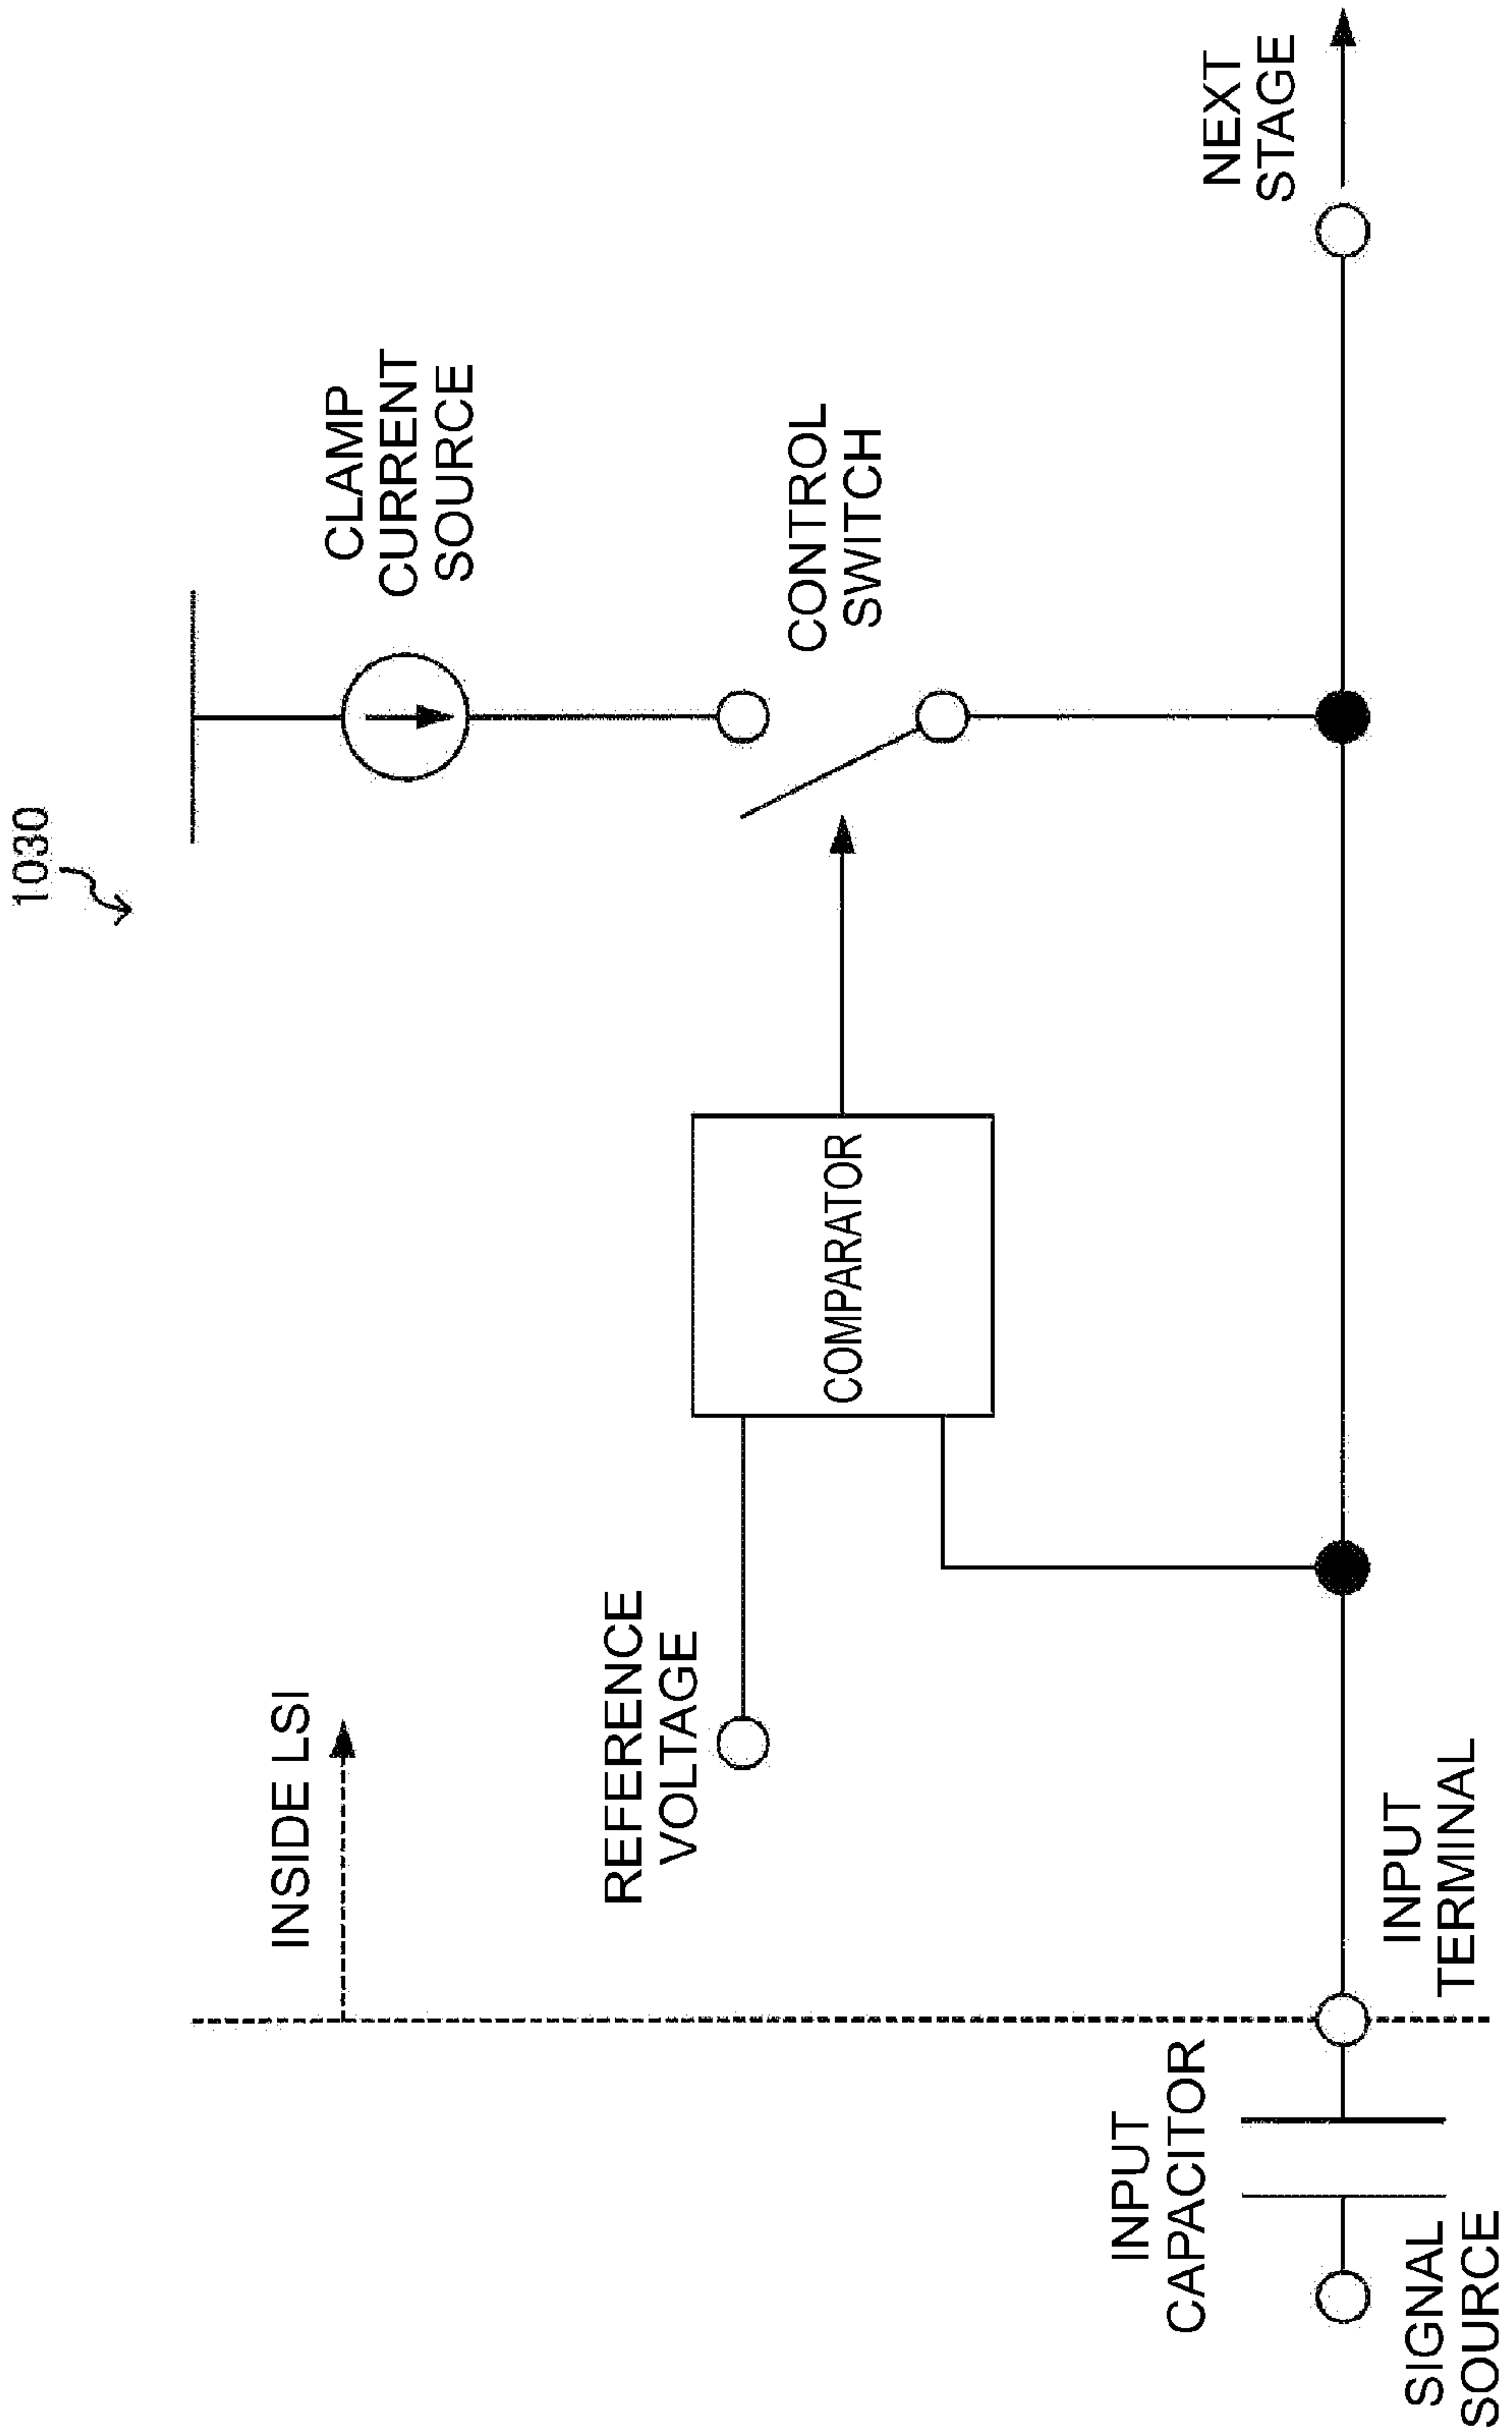 1030
CLAMP
CURRENT
SOURCE
INSIDE LSI
REFERENCE
VOLTAGE
COMPARATOR
CONTROL
SWITCH
NEXT
STAGE
INPUT
CAPACITOR
INPUT
TERMINAL
SIGNAL
SOURCE